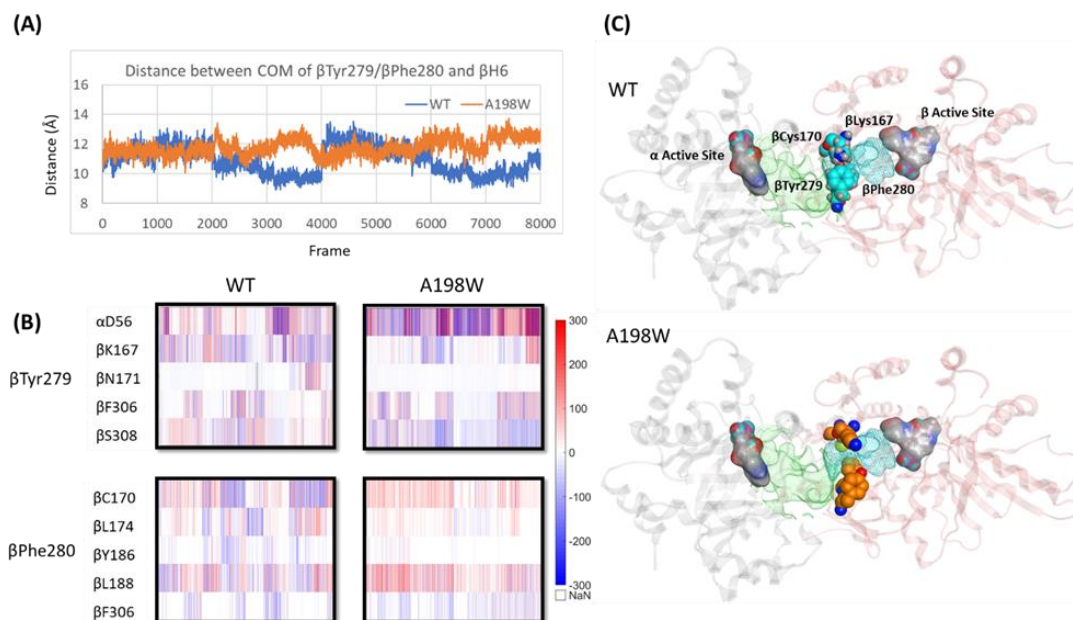 (A)
Distance between COM of βTyr279/βPhe280 and βH6
WT A198W
Distance (Å)
16
14
12
10
8
0 1000 2000 3000 4000 5000 6000 7000 8000
Frame
(B)
WT A198W
βTyr279
αD56
βK167
βN171
βF306
βS308
βPhe280
βC170
βL174
βY186
βL188
βF306
300
200
100
0
-100
-200
-300
NaN
(C)
WT
βLys167
βCys170
β Active Site
α Active Site
βTyr279
βPhe280
A198W